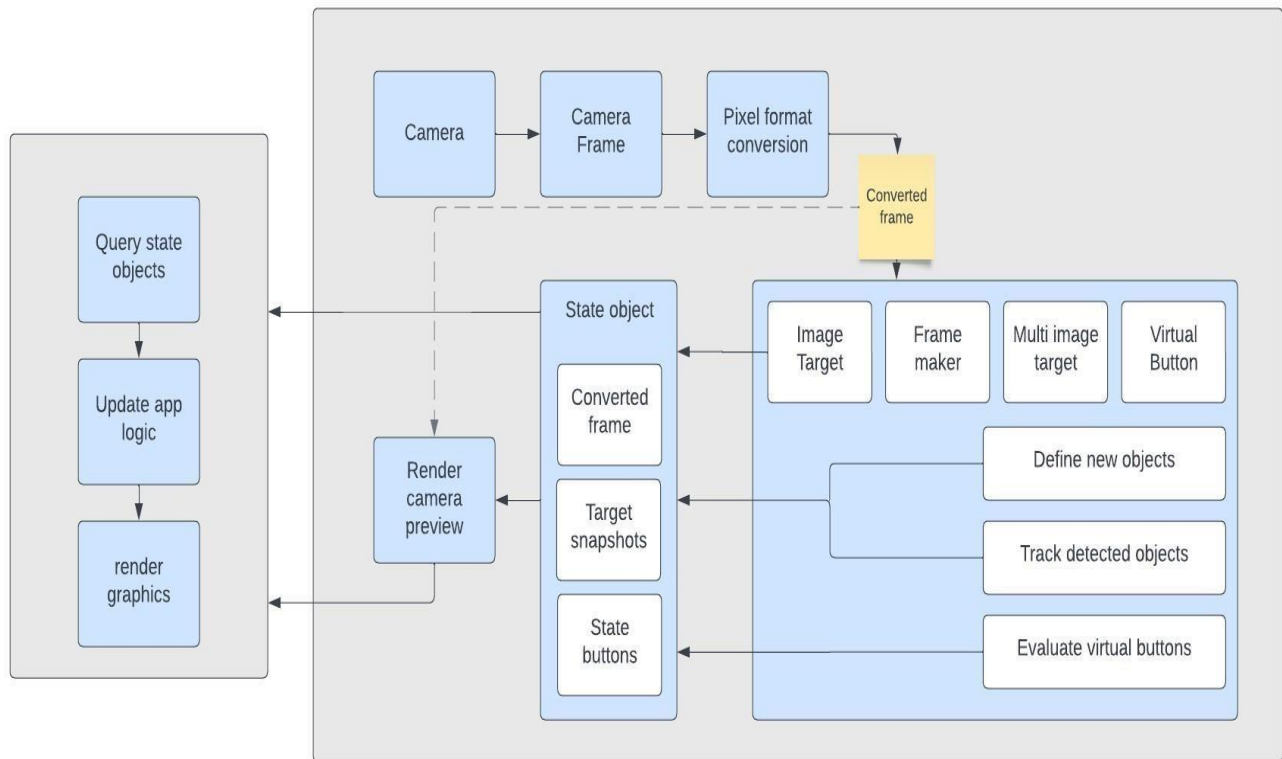 Camera
Camera
Frame
Pixel format
conversion
Converted
frame
Query state
objects
Update app
logic
render
graphics
State object
Converted
frame
Target
snapshots
State
buttons
Render
camera
preview
Image
Target
Frame
maker
Multi image
target
Virtual
Button
Define new objects
Track detected objects
Evaluate virtual buttons